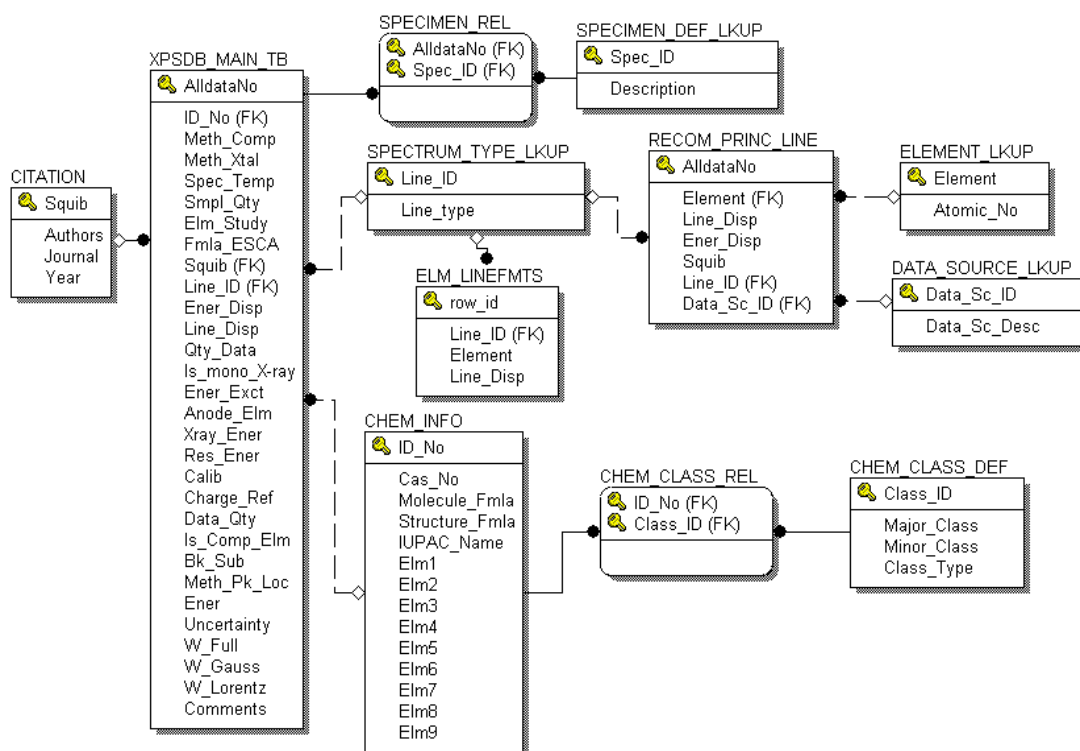 CITATION
Squib
Authors
Journal
Year
XPSDB_MAIN_TB
AlldataNo
ID_No (FK)
Meth_Comp
Meth_Xtal
Spec_Temp
Smpl_Qty
Elm_Study
Fmla_ESCA
Squib (FK)
Line_ID (FK)
Ener_Disp
Line_Disp
Qty_Data
Is_mono_X-ray
Ener_Exct
Anode_Elm
Xray_Ener
Res_Ener
Calib
Charge_Ref
Data_Qty
Is_Comp_Elm
Bk_Sub
Meth_Pk_Loc
Ener
Uncertainty
W_Full
W_Gauss
W_Lorentz
Comments
SPECIMEN_REL
AlldataNo (FK)
Spec_ID (FK)
SPECIMEN_DEF_LKUP
Spec_ID
Description
SPECTRUM_TYPE_LKUP
Line_ID
Line_type
ELM_LINEFMTS
row_id
Line_ID (FK)
Element
Line_Disp
RECOM_PRINC_LINE
AlldataNo
Element (FK)
Line_Disp
Ener_Disp
Squib
Line_ID (FK)
Data_Sc_ID (FK)
ELEMENT_LKUP
Element
Atomic_No
DATA_SOURCE_LKUP
Data_Sc_ID
Data_Sc_Desc
CHEM_INFO
ID_No
Cas_No
Molecule_Fmla
Structure_Fmla
IUPAC_Name
Elm1
Elm2
Elm3
Elm4
Elm5
Elm6
Elm7
Elm8
Elm9
CHEM_CLASS_REL
ID_No (FK)
Class_ID (FK)
CHEM_CLASS_DEF
Class_ID
Major_Class
Minor_Class
Class_Type